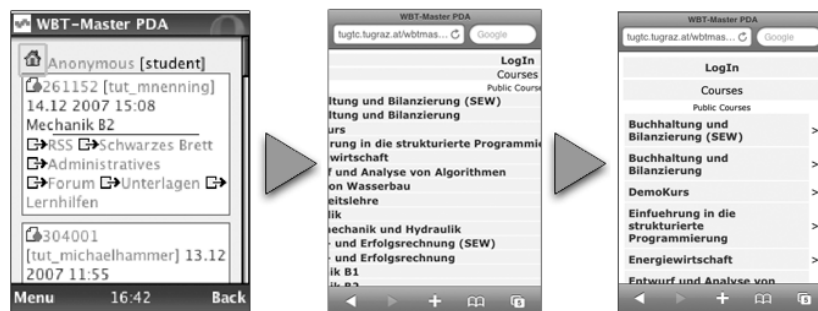 WBT-Master PDA
Anonymous [student]
261152 [tut_mnenning]
14.12 2007 15:08
Mechanik B2
RSS Schwarzes Brett
Administratives
Forum Unterlagen
Lernhilfen
304001
[tut_michaelhammer] 13.12
2007 11:55
Menu 16:42 Back
WBT-Master PDA
tugtc.tugraz.at/wbtmas... Google
LogIn
Courses
Public Course
ltung und Bilanzierung (SEW)
ltung und Bilanzierung
urs
rung in die strukturierte Programmie
wirtschaft
f und Analyse von Algorithmen
on Wasserbau
eitslehre
lik
echanik und Hydraulik
- und Erfolgsrechnung (SEW)
- und Erfolgsrechnung
ik B1
ik B2
5
WBT-Master PDA
tugtc.tugraz.at/wbtmas... Google
LogIn
Courses
Public Courses
Buchhaltung und
Bilanzierung (SEW) >
Buchhaltung und
Bilanzierung >
DemoKurs >
Einfuehrung in die
strukturierte
Programmierung >
Energiewirtschaft >
Entwurf und Analyse von
5